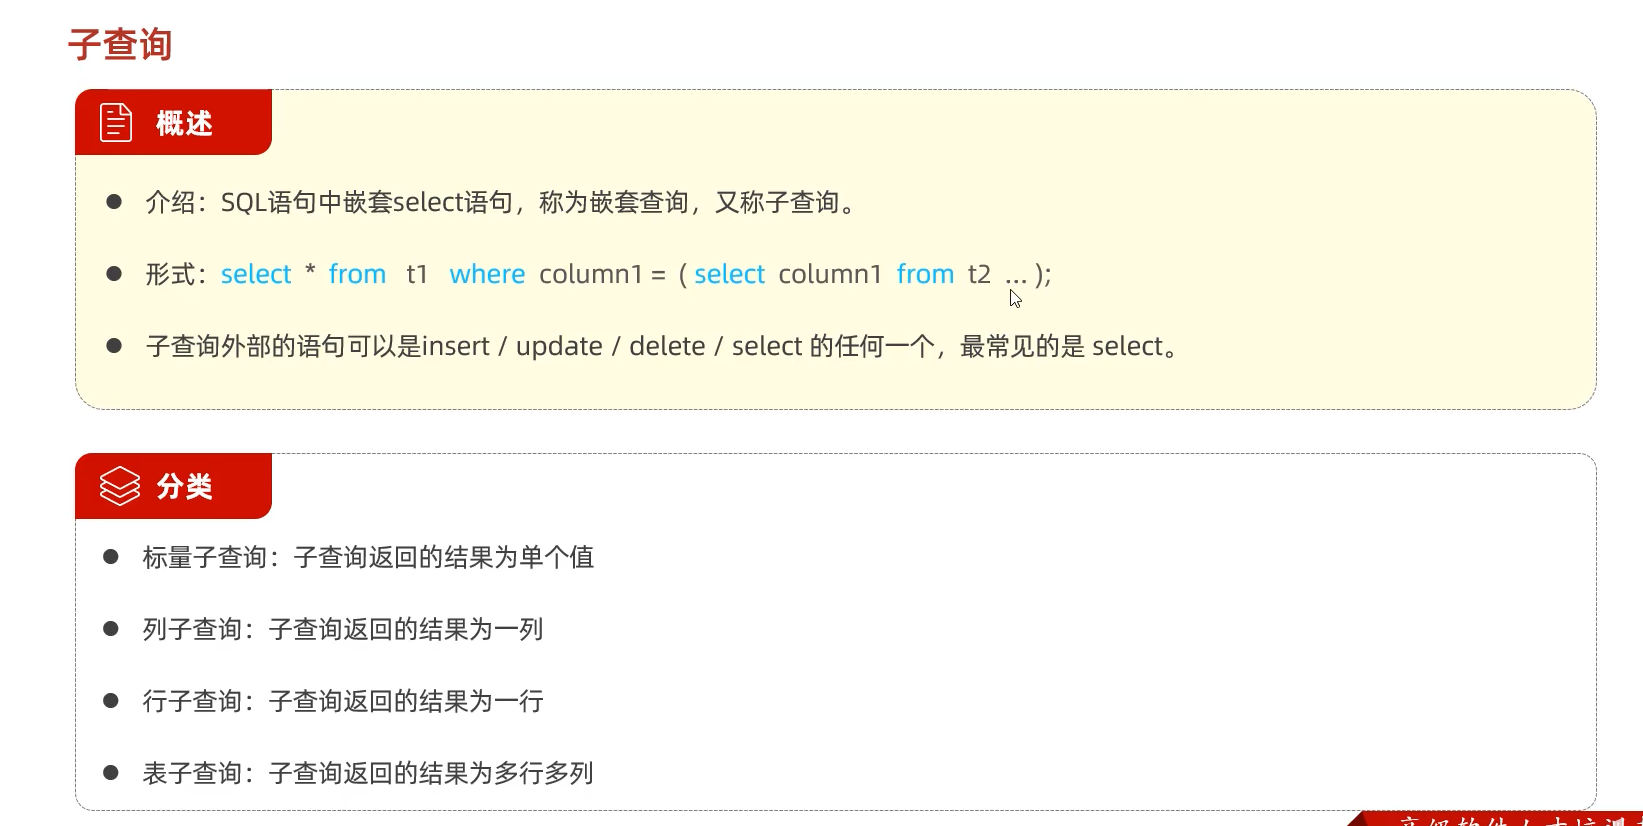 子查询
概述
介绍：SQL语句中嵌套select语句，称为嵌套查询，又称子查询。
形式：select * from t1 where column1 = ( select column1 from t2 ... );
子查询外部的语句可以是insert / update / delete / select 的任何一个，最常见的是 select。
分类
标量子查询：子查询返回的结果为单个值
列子查询：子查询返回的结果为一列
行子查询：子查询返回的结果为一行
表子查询：子查询返回的结果为多行多列